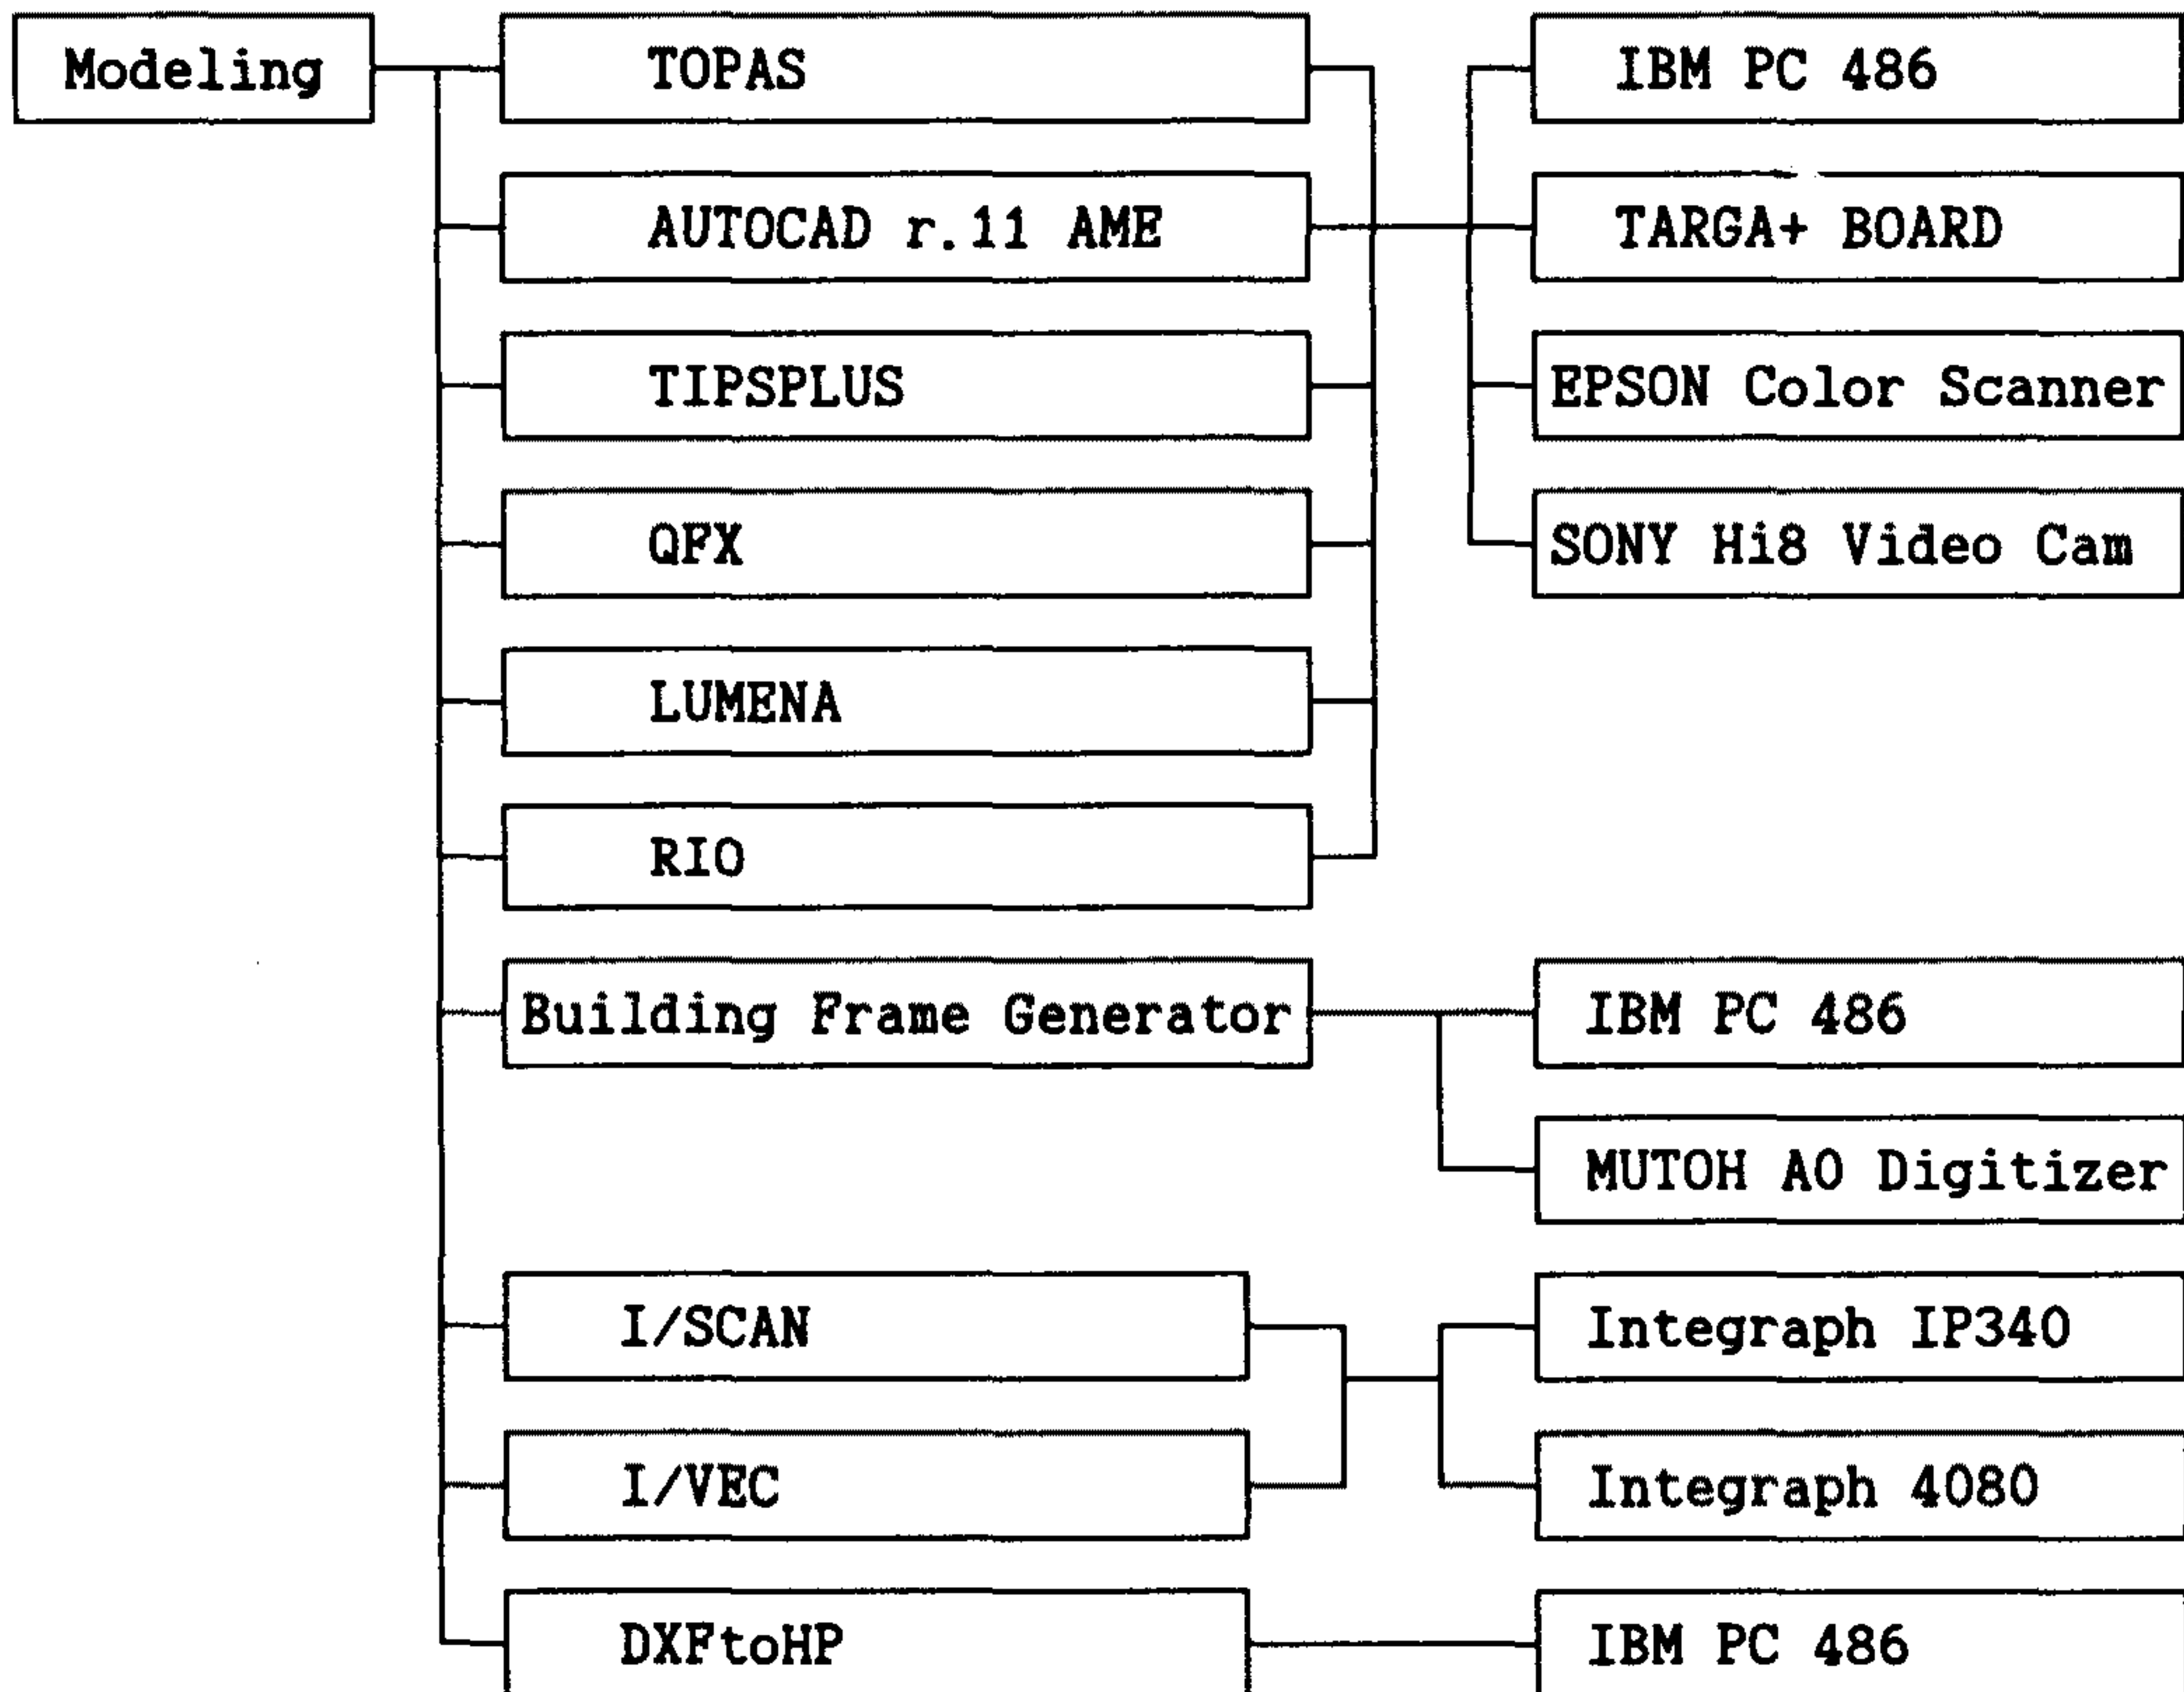 Modeling
TOPAS
IBM PC 486
AUTOCAD r.11 AME
TARGA+ BOARD
TIPSPLUS
EPSON Color Scanner
QFX
SONY Hi8 Video Cam
LUMENA
RIO
Building Frame Generator
IBM PC 486
MUTOH A0 Digitizer
I/SCAN
Integraph IP340
I/VEC
Integraph 4080
DXFtoHP
IBM PC 486